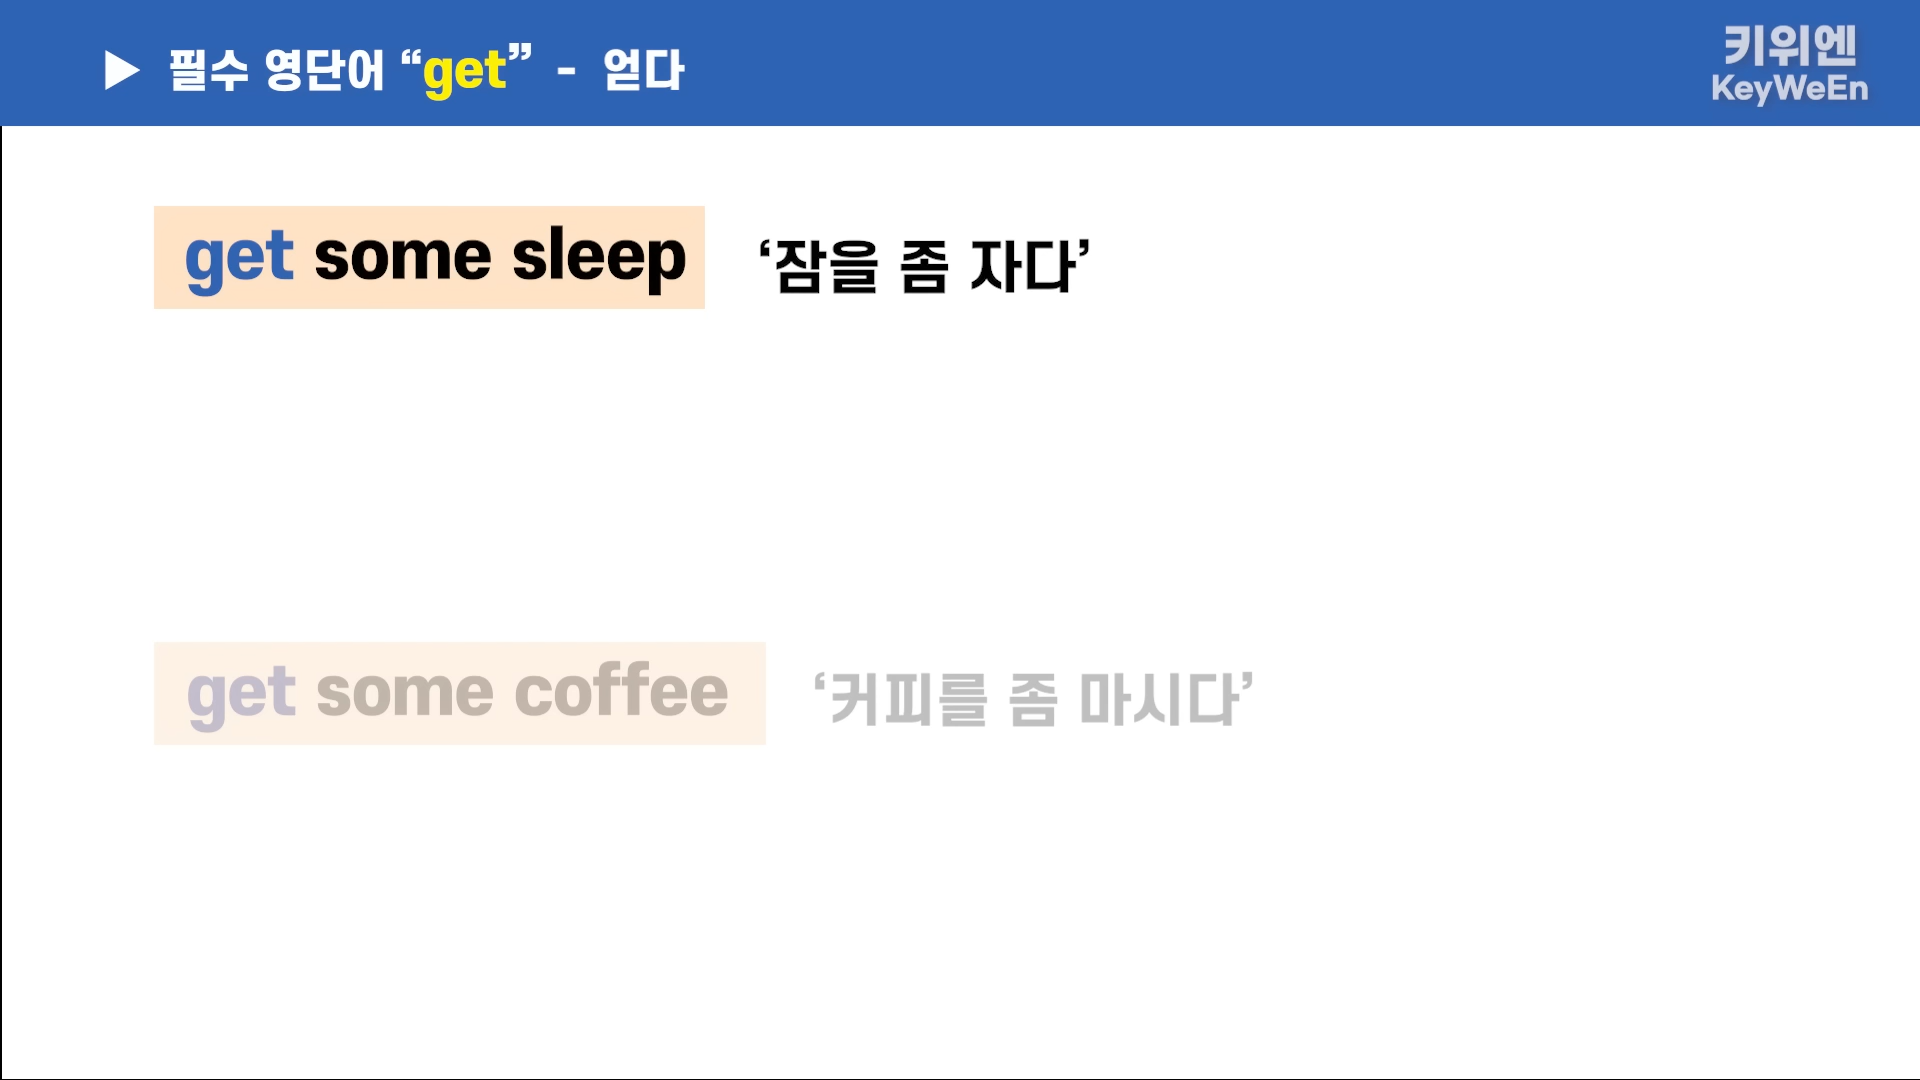 ▶ 필수 영단어 “get” - 얻다
키위엔
KeyWeEn
get some sleep ‘잠을 좀 자다’
get some coffee ‘커피를 좀 마시다’